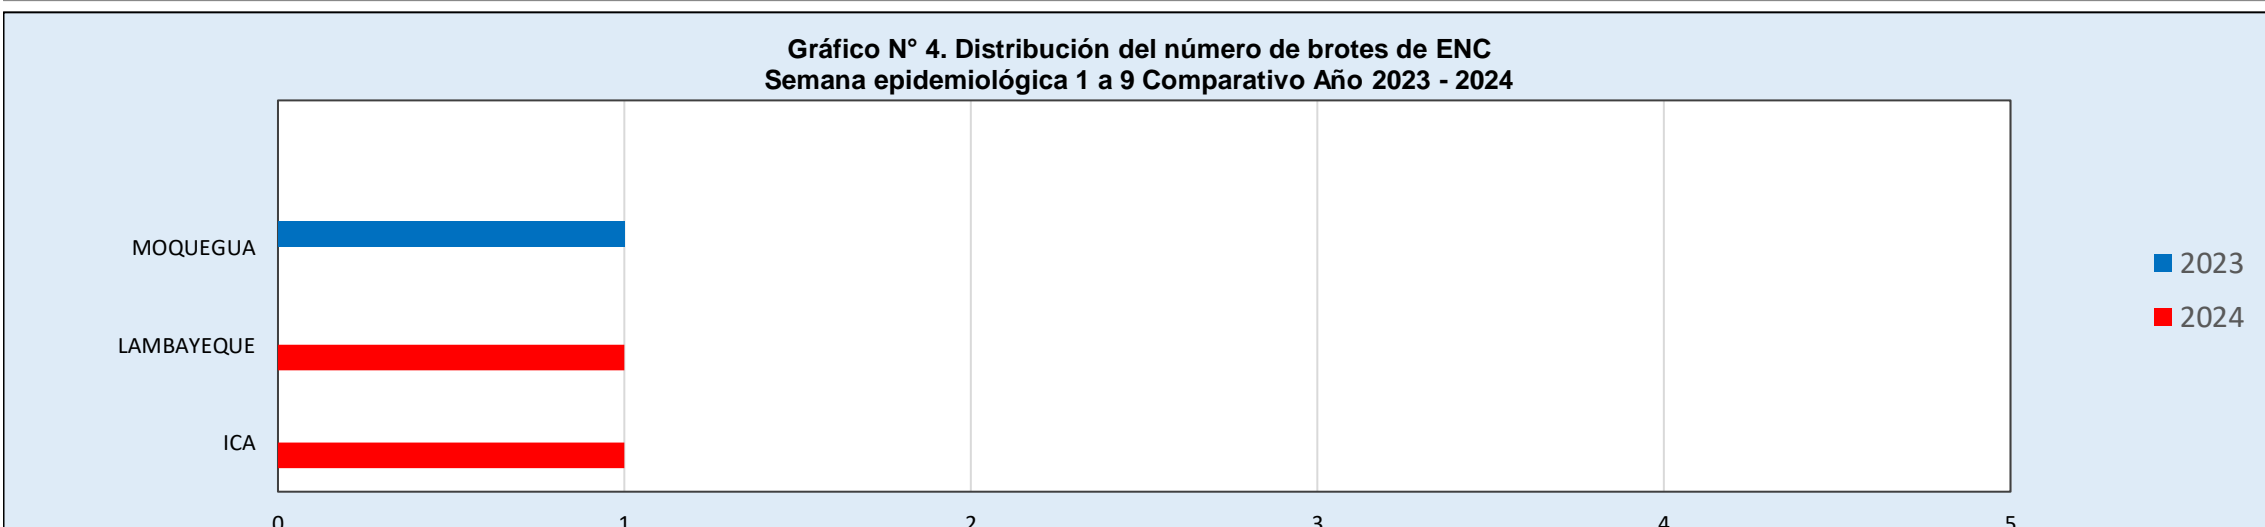 Gráfico N° 4. Distribución del número de brotes de ENC
Semana epidemiológica 1 a 9 Comparativo Año 2023 - 2024
MOQUEGUA
LAMBAYEQUE
ICA
0 1 2 3 4 5
2023
2024